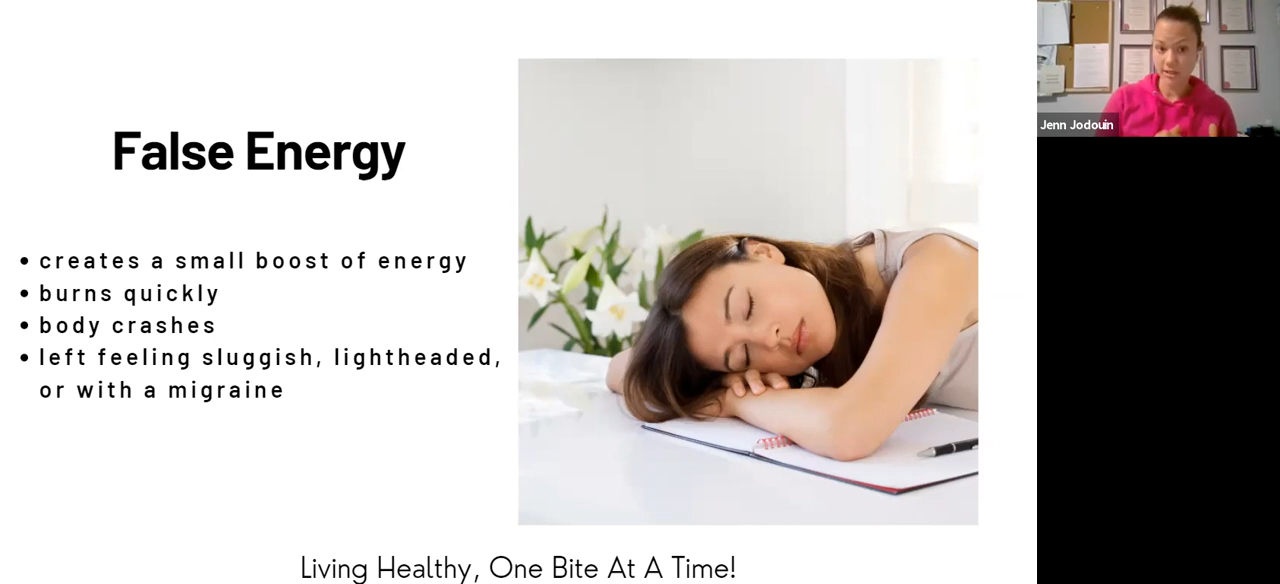 False Energy
• creates a small boost of energy
• burns quickly
• body crashes
• left feeling sluggish, lightheaded,
or with a migraine
Living Healthy, One Bite At A Time!
Jenn Jodouin